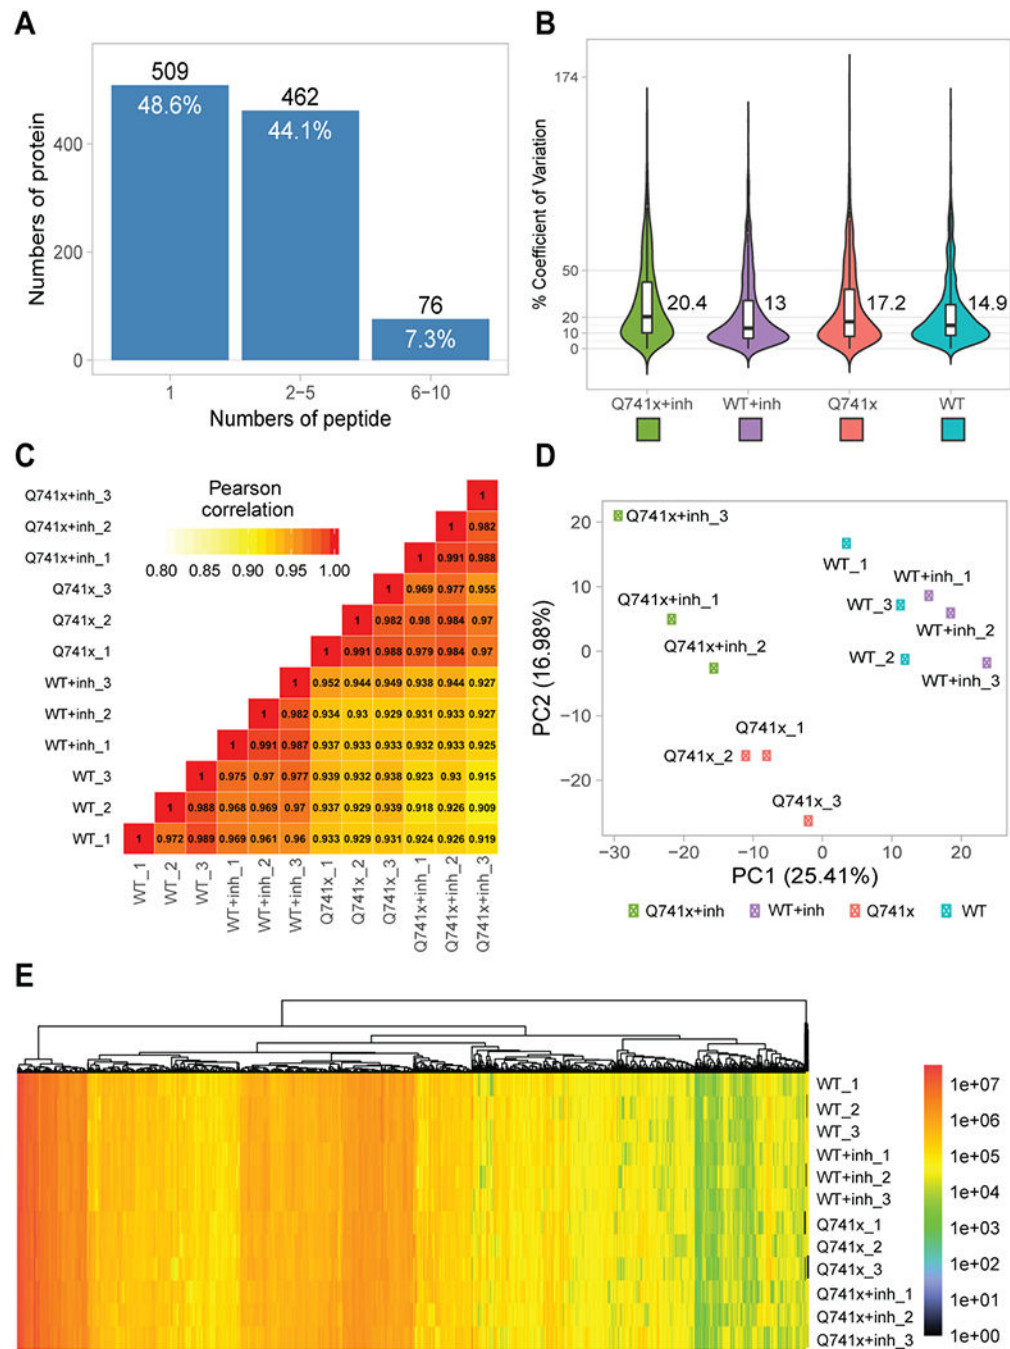 A
509
48.6%
462
44.1%
76
7.3%
400
200
0
Numbers of protein
1
2−5
6−10
Numbers of peptide
B
174
50
20
10
0
% Coefficient of Variation
20.4
13
17.2
14.9
Q741x+inh
WT+inh
Q741x
WT
C
Pearson
correlation
0.80 0.85 0.90 0.95 1.00
Q741x+inh_3 1
Q741x+inh_2 1 0.982
Q741x+inh_1 1 0.991 0.988
Q741x_3 1 0.969 0.977 0.955
Q741x_2 1 0.982 0.98 0.984 0.97
Q741x_1 1 0.991 0.988 0.979 0.984 0.97
WT+inh_3 1 0.952 0.944 0.949 0.938 0.944 0.927
WT+inh_2 1 0.982 0.934 0.93 0.929 0.931 0.933 0.927
WT+inh_1 1 0.991 0.987 0.937 0.933 0.933 0.932 0.933 0.925
WT_3 1 0.975 0.97 0.977 0.939 0.932 0.938 0.923 0.93 0.915
WT_2 1 0.988 0.968 0.969 0.97 0.937 0.929 0.939 0.918 0.926 0.909
WT_1 1 0.972 0.989 0.969 0.961 0.96 0.933 0.929 0.931 0.924 0.926 0.919
WT_1
WT_2
WT_3
WT+inh_1
WT+inh_2
WT+inh_3
Q741x_1
Q741x_2
Q741x_3
Q741x+inh_1
Q741x+inh_2
Q741x+inh_3
D
20
10
0
−10
−20
PC2 (16.98%)
Q741x+inh_3
WT_1
WT+inh_1
Q741x+inh_1
WT_3
WT+inh_2
Q741x+inh_2
WT_2
WT+inh_3
Q741x_1
Q741x_2
Q741x_3
−30 −20 −10 0 10 20
PC1 (25.41%)
Q741x+inh WT+inh Q741x WT
E
WT_1
WT_2
WT_3
WT+inh_1
WT+inh_2
WT+inh_3
Q741x_1
Q741x_2
Q741x_3
Q741x+inh_1
Q741x+inh_2
Q741x+inh_3
1e+07
1e+06
1e+05
1e+04
1e+03
1e+02
1e+01
1e+00